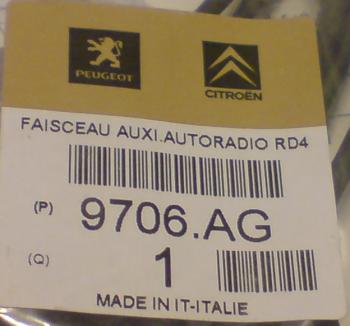 PEUGEOT CITROËN
FAISCEAU AUXI.AUTORADIO RD4
(P) 9706.AG
(Q) 1
MADE IN IT-ITALIE